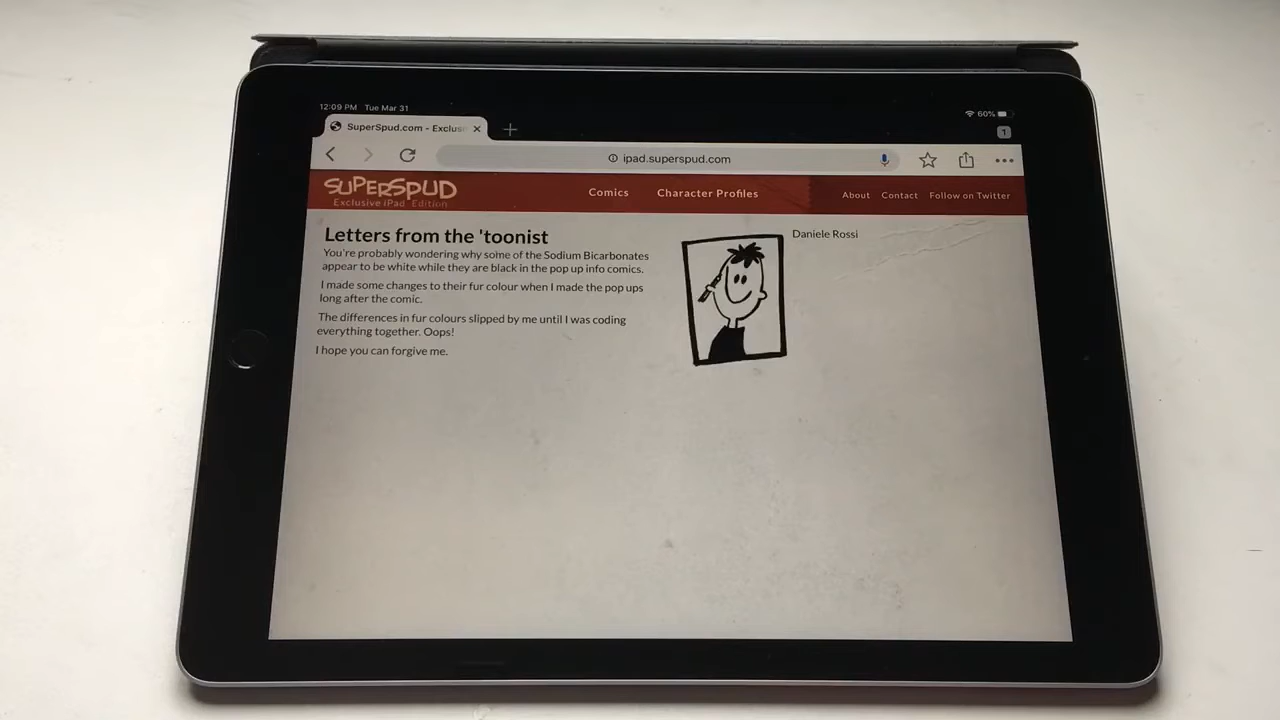 12:09 PM Tue Mar 31
60%
SuperSpud.com - Exclus
1
ipad.superspud.com
SUPERSPUD
Exclusive iPad Edition
Comics Character Profiles
About Contact Follow on Twitter
Letters from the 'toonist
You're probably wondering why some of the Sodium Bicarbonates
appear to be white while they are black in the pop up info comics.
I made some changes to their fur colour when I made the pop ups
long after the comic.
The differences in fur colours slipped by me until I was coding
everything together. Oops!
I hope you can forgive me.
Daniele Rossi